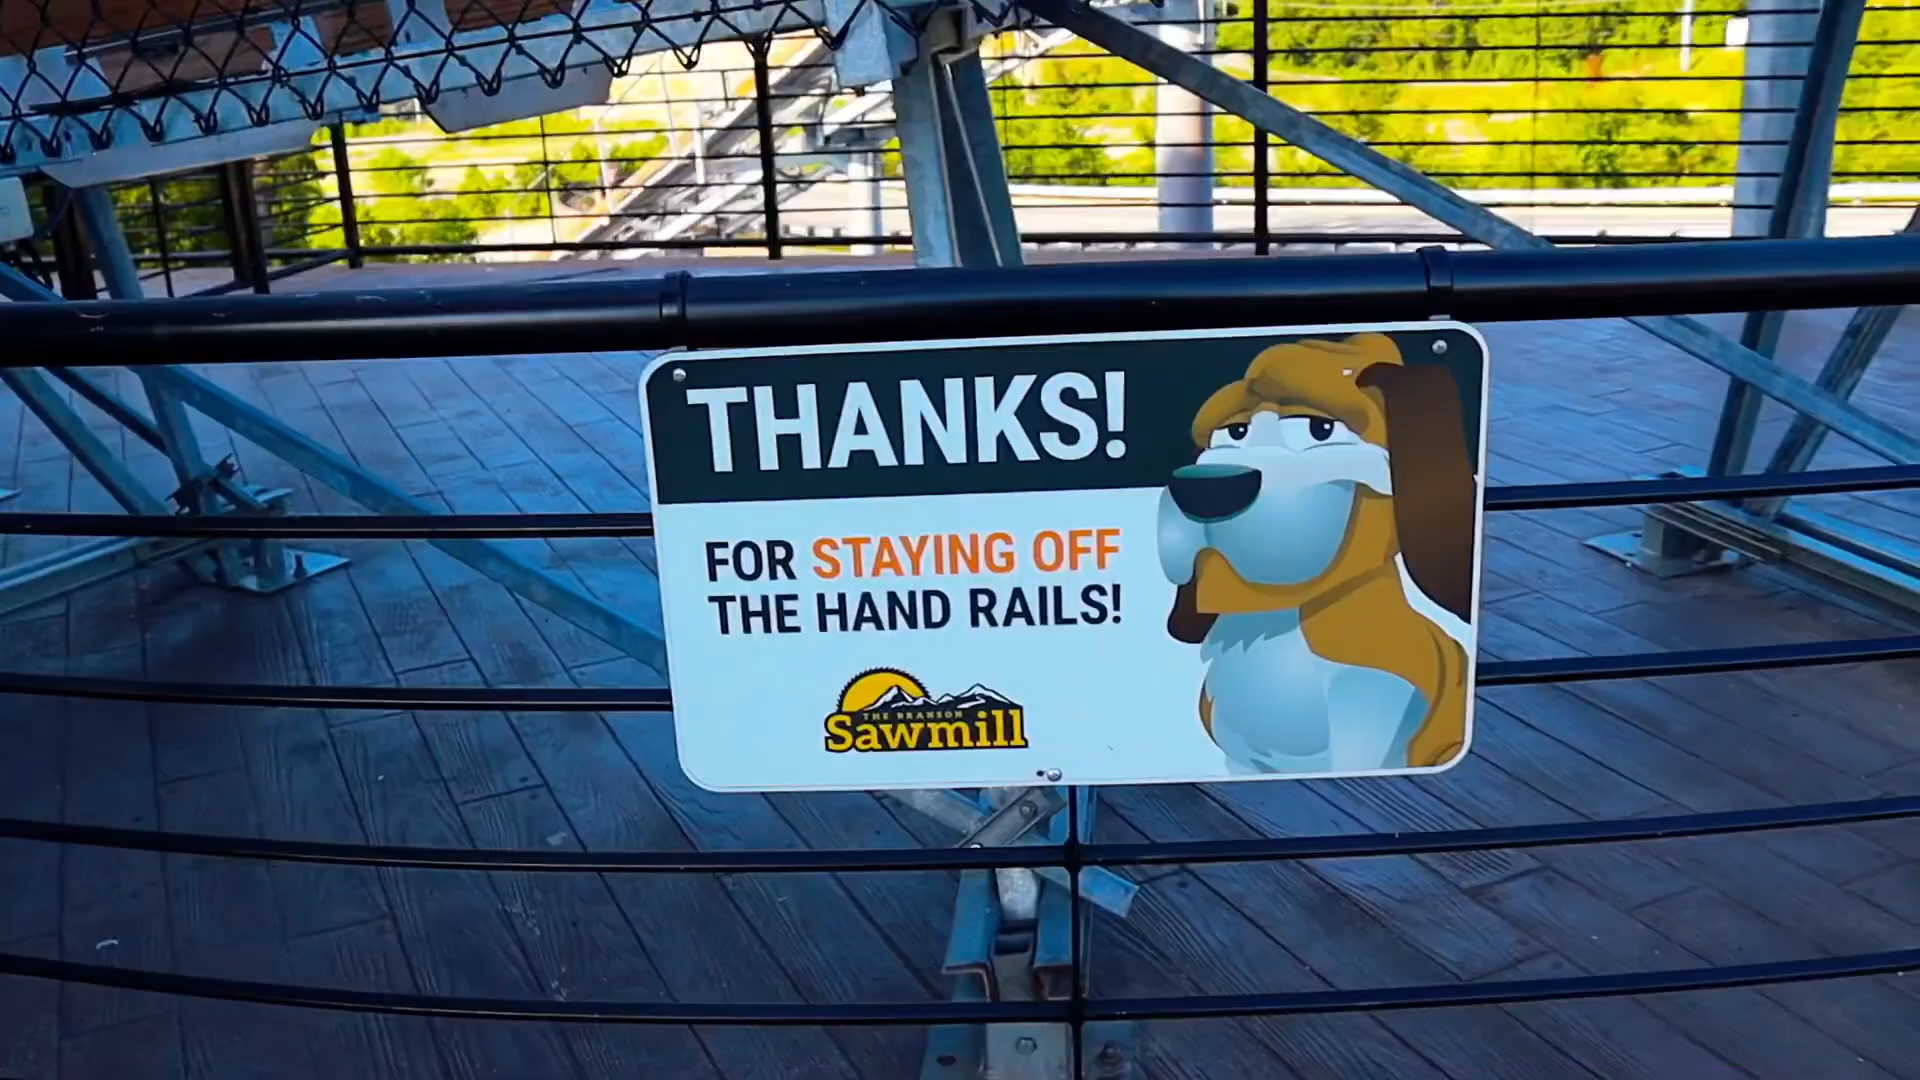 THANKS!
FOR STAYING OFF
THE HAND RAILS!
THE BRANSON
Sawmill